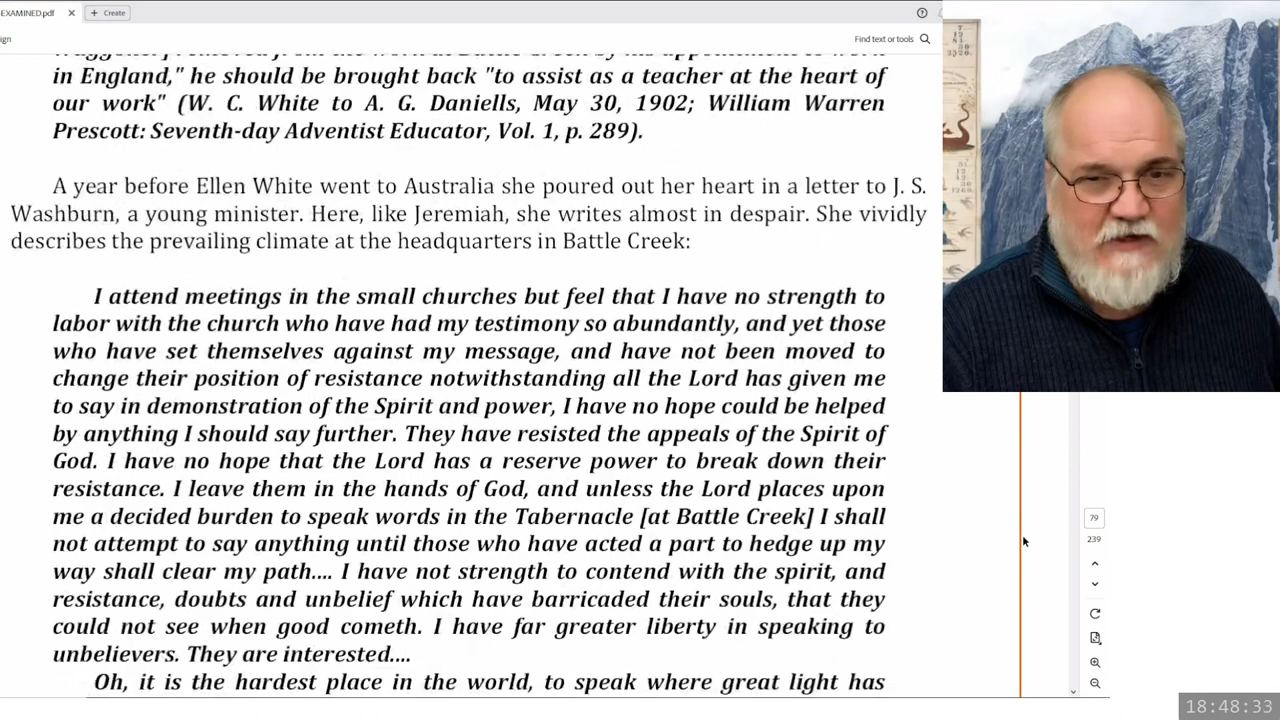 -EXAMINED.pdf
Create
ign
Find text or tools
in England," he should be brought back "to assist as a teacher at the heart of
our work" (W. C. White to A. G. Daniells, May 30, 1902; William Warren
Prescott: Seventh-day Adventist Educator, Vol. 1, p. 289).
A year before Ellen White went to Australia she poured out her heart in a letter to J. S.
Washburn, a young minister. Here, like Jeremiah, she writes almost in despair. She vividly
describes the prevailing climate at the headquarters in Battle Creek:
I attend meetings in the small churches but feel that I have no strength to
labor with the church who have had my testimony so abundantly, and yet those
who have set themselves against my message, and have not been moved to
change their position of resistance notwithstanding all the Lord has given me
to say in demonstration of the Spirit and power, I have no hope could be helped
by anything I should say further. They have resisted the appeals of the Spirit of
God. I have no hope that the Lord has a reserve power to break down their
resistance. I leave them in the hands of God, and unless the Lord places upon
me a decided burden to speak words in the Tabernacle [at Battle Creek] I shall
not attempt to say anything until those who have acted a part to hedge up my
way shall clear my path.... I have not strength to contend with the spirit, and
resistance, doubts and unbelief which have barricaded their souls, that they
could not see when good cometh. I have far greater liberty in speaking to
unbelievers. They are interested....
Oh, it is the hardest place in the world, to speak where great light has
79
239
18:48:33